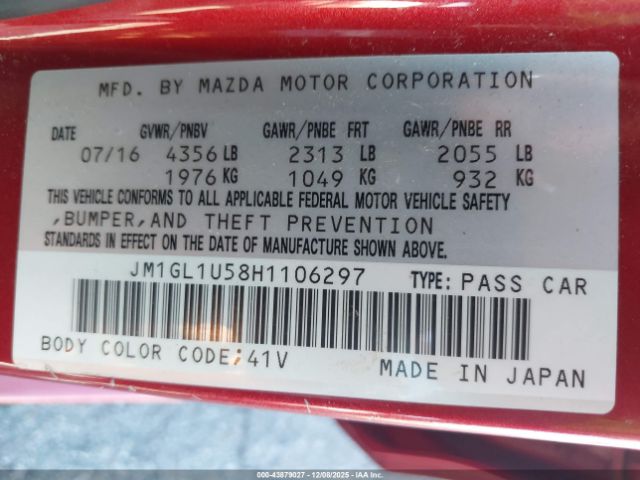 MFD. BY MAZDA MOTOR CORPORATION
DATE GVWR/PNBV GAWR/PNBE FRT GAWR/PNBE RR
07/16 4356 LB 2313 LB 2055 LB
1976 KG 1049 KG 932 KG
THIS VEHICLE CONFORMS TO ALL APPLICABLE FEDERAL MOTOR VEHICLE SAFETY
,BUMPER,AND THEFT PREVENTION
STANDARDS IN EFFECT ON THE DATE OF MANUFACTURE SHOWN ABOVE.
JM1GL1U58H1106297 TYPE: PASS CAR
BODY COLOR CODE:41V
MADE IN JAPAN
000-43879027 - 12/08/2025 - IAAI.COM